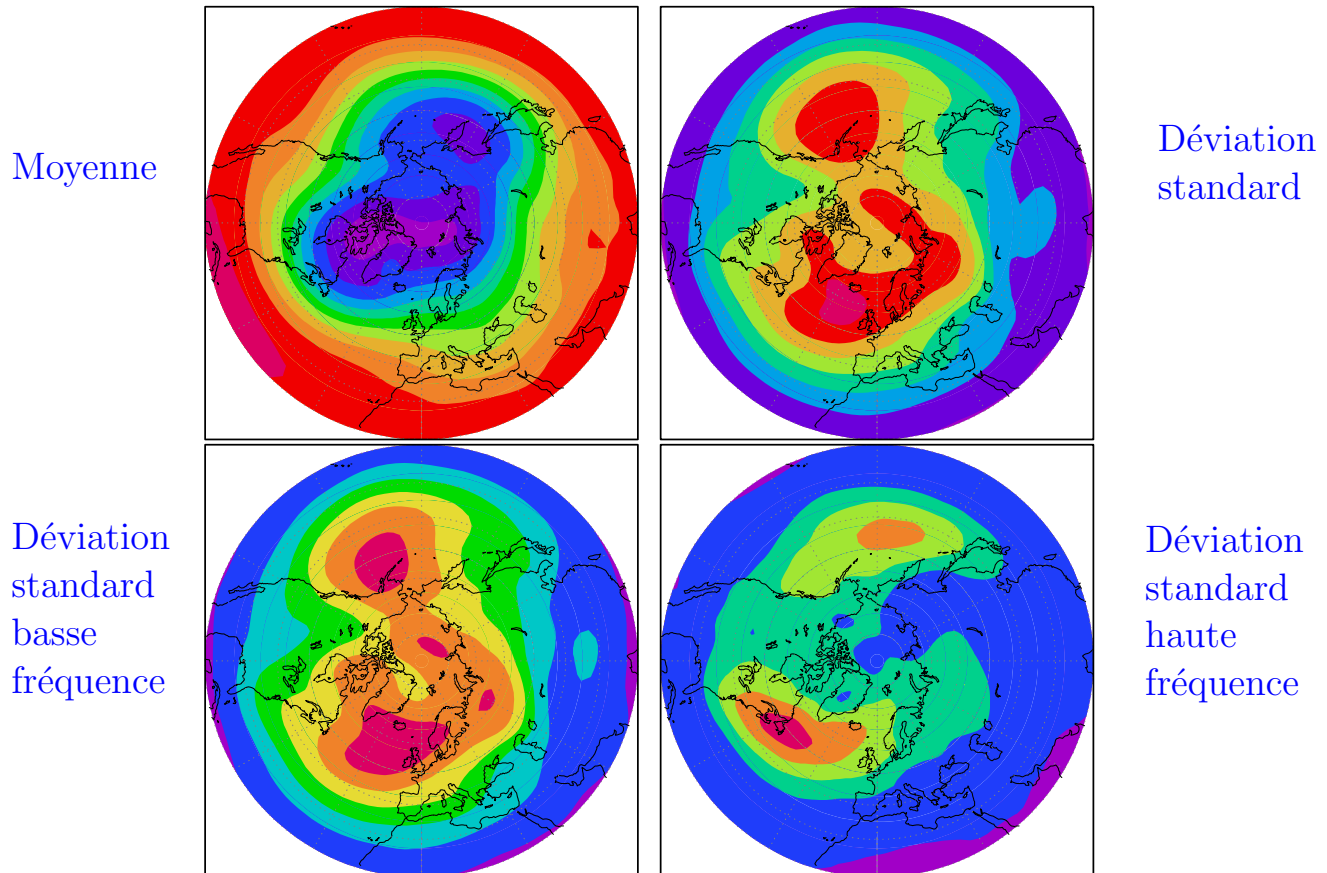 Moyenne
Déviation
standard
Déviation
standard
basse
fréquence
Déviation
standard
haute
fréquence